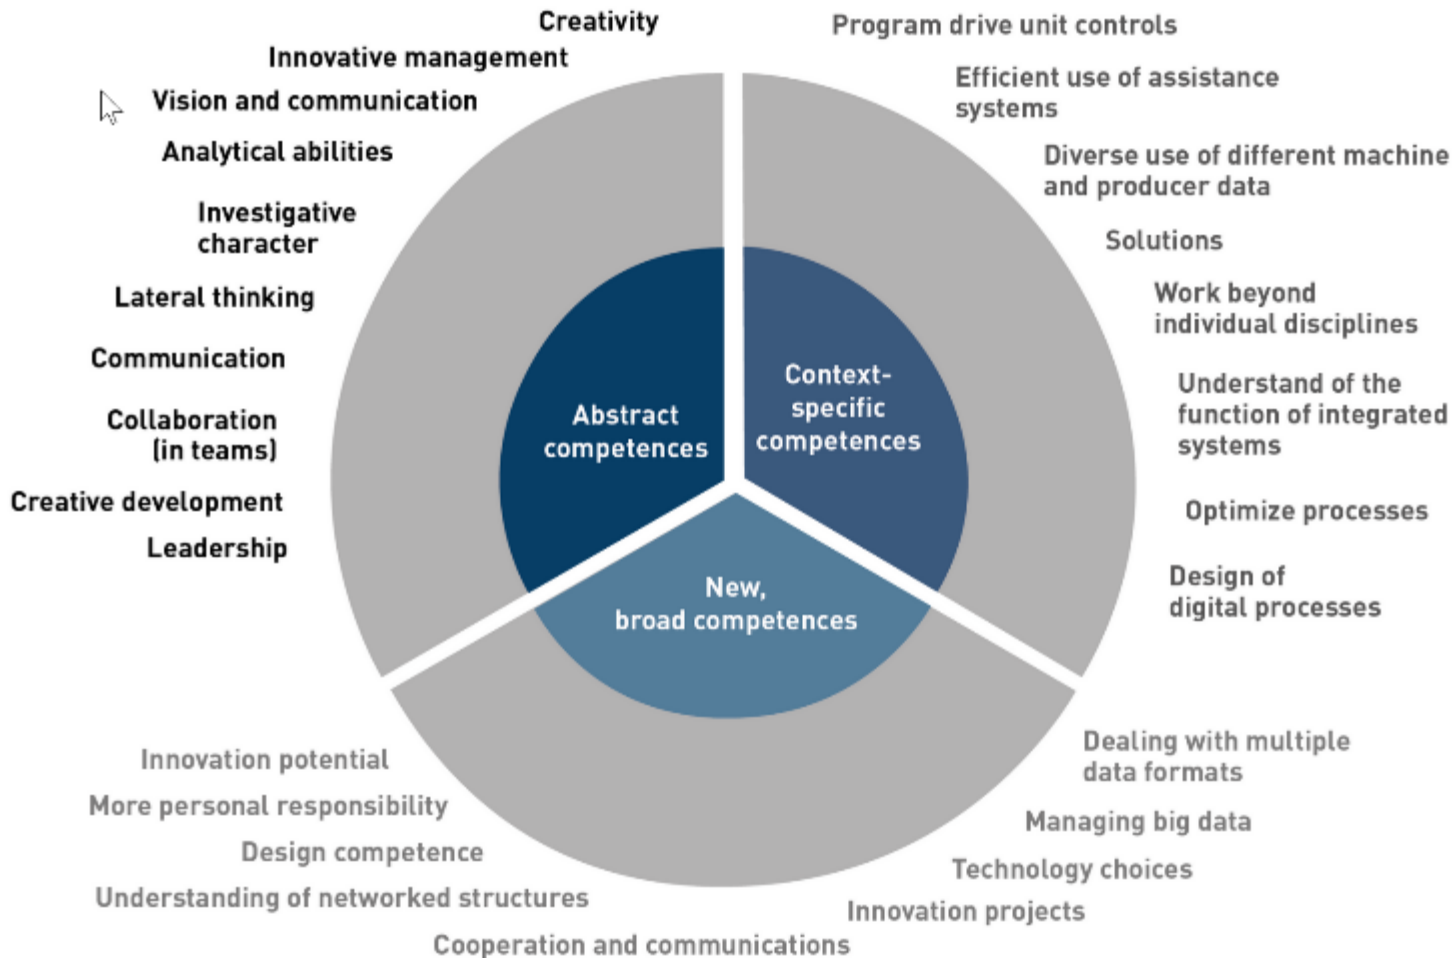 Creativity
Innovative management
Vision and communication
Analytical abilities
Investigative
character
Lateral thinking
Communication
Collaboration
(in teams)
Creative development
Leadership
Program drive unit controls
Efficient use of assistance
systems
Diverse use of different machine
and producer data
Solutions
Work beyond
individual disciplines
Understand of the
function of integrated
systems
Optimize processes
Design of
digital processes
Abstract
competences
Context-
specific
competences
New,
broad competences
Innovation potential
More personal responsibility
Design competence
Understanding of networked structures
Cooperation and communications
Dealing with multiple
data formats
Managing big data
Technology choices
Innovation projects